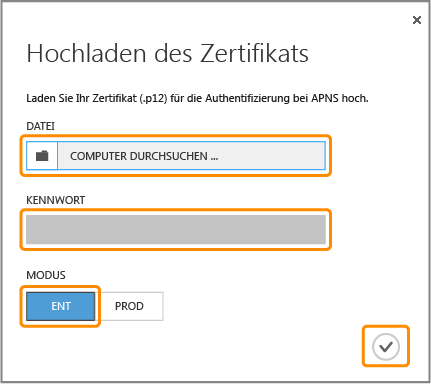 Hochladen des Zertifikats
Laden Sie Ihr Zertifikat (.p12) für die Authentifizierung bei APNS hoch.
DATEI
COMPUTER DURCHSUCHEN ...
KENNWORT
MODUS
ENT PROD